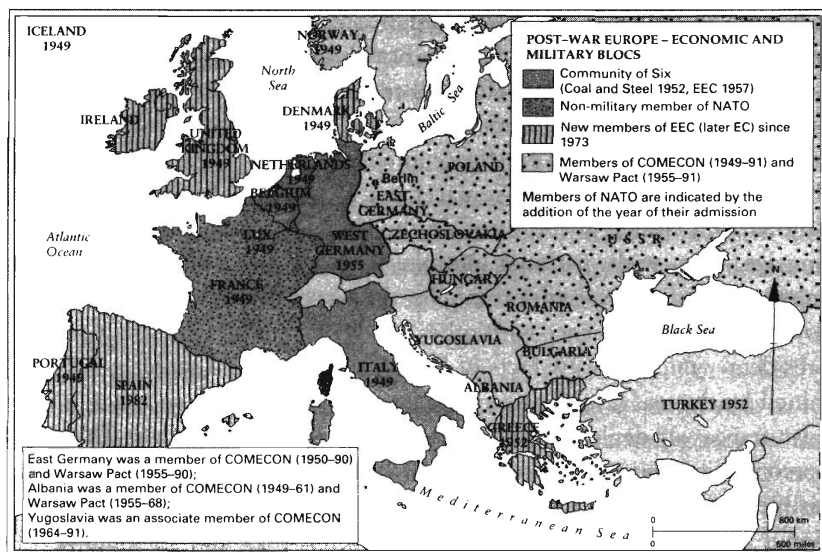 ICELAND
1949
NORWAY
1949
North
Sea
DENMARK
1949
Baltic Sea
IRELAND
UNITED
KINGDOM
1949
NETHERLANDS
1949
BELGRIM
1949
Berlin
EAST
GERMANY
POLAND
Atlantic
Ocean
LUX
1949
WEST
GERMANY
1955
CZECHOSLOVAKIA
USSR
FRANCE
1949
HUNGARY
ROMANIA
N
Black Sea
YUGOSLAVIA
BULGARIA
PORTUGAL
1949
SPAIN
1982
ITALY
1949
ALBANIA
GREECE
1952
TURKEY 1952
Mediterranean Sea
0 800 km
0 500 miles
POST–WAR EUROPE – ECONOMIC AND
MILITARY BLOCS
Community of Six
(Coal and Steel 1952, EEC 1957)
Non-military member of NATO
New members of EEC (later EC) since
1973
Members of COMECON (1949–91) and
Warsaw Pact (1955–91)
Members of NATO are indicated by the
addition of the year of their admission
East Germany was a member of COMECON (1950–90)
and Warsaw Pact (1955–90);
Albania was a member of COMECON (1949–61) and
Warsaw Pact (1955–68);
Yugoslavia was an associate member of COMECON
(1964–91).